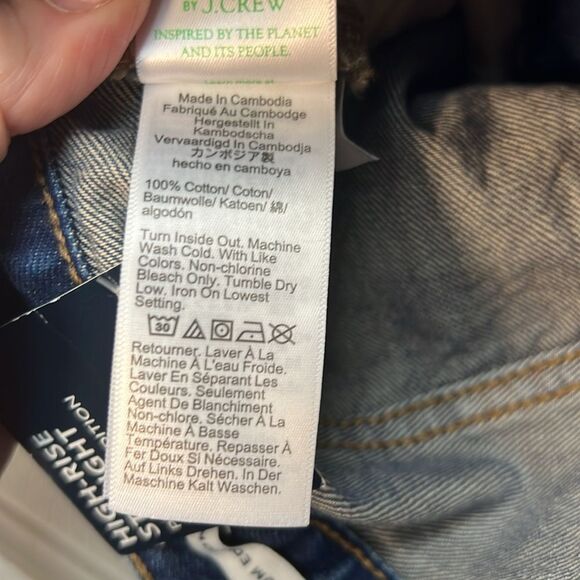 BY J.CREW
INSPIRED BY THE PLANET
AND ITS PEOPLE.
Learn more at
Made In Cambodia
Fabriqué Au Cambodge
Hergestellt In
Kambodscha
Vervaardigd In Cambodja
カンボジア製
hecho en camboya
100% Cotton/ Coton/
Baumwolle/ Katoen/ 綿/
algodón
Turn Inside Out. Machine
Wash Cold. With Like
Colors. Non-chlorine
Bleach Only. Tumble Dry
Low. Iron On Lowest
Setting.
30
Retourner. Laver À La
Machine À L'eau Froide.
Laver En Séparant Les
Couleurs. Seulement
Agent De Blanchiment
Non-chlore. Sécher À La
Machine À Basse
Température. Repasser À
Fer Doux Si Nécessaire.
Auf Links Drehen. In Der
Maschine Kalt Waschen.
HIGH-RISE